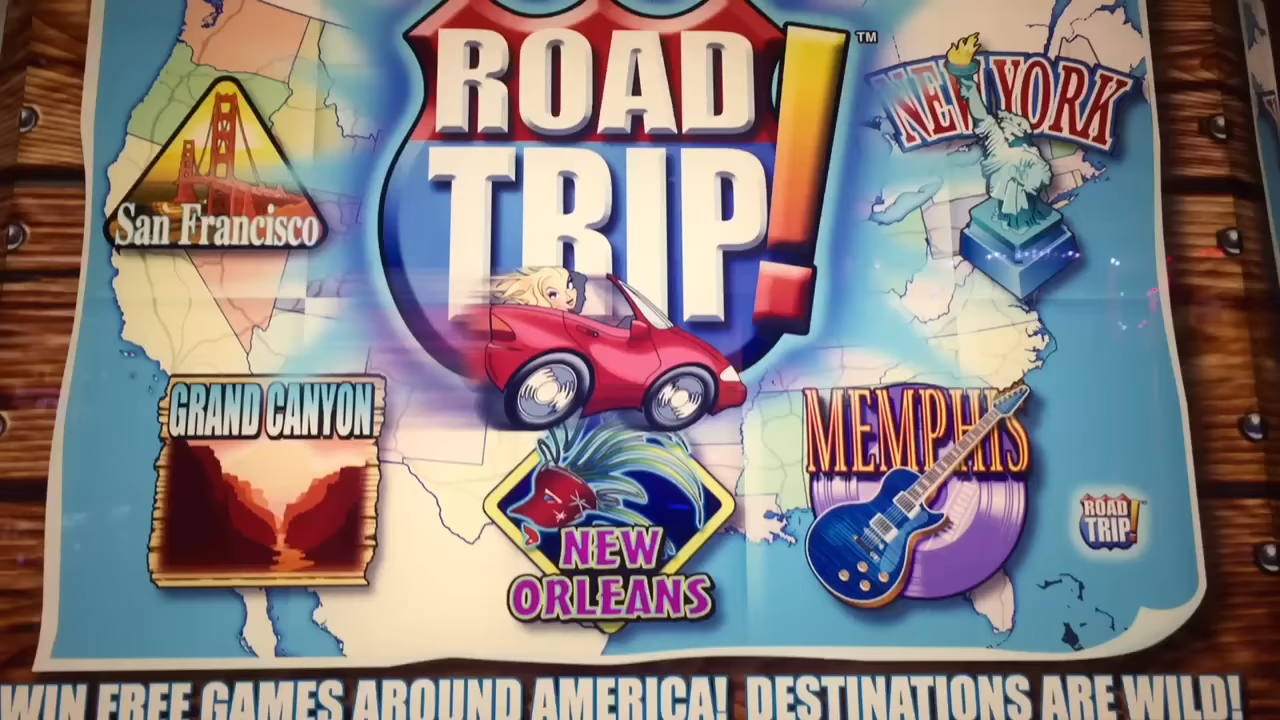 ROAD
TRIP!
TM
NEW YORK
San Francisco
GRAND CANYON
MEMPHIS
NEW
ORLEANS
ROAD
TRIP!
WIN FREE GAMES AROUND AMERICA! DESTINATIONS ARE WILD!